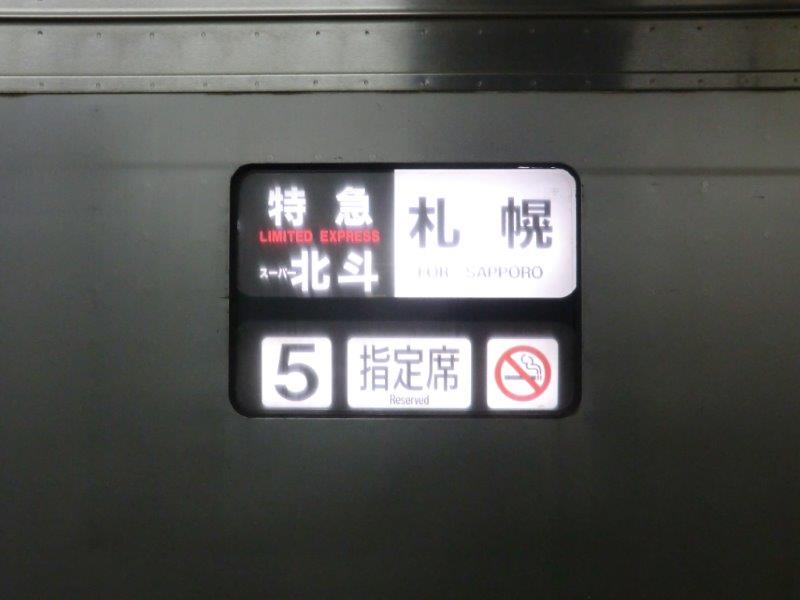 特急
LIMITED EXPRESS
スーパー北斗
札幌
FOR SAPPORO
5
指定席
Reserved